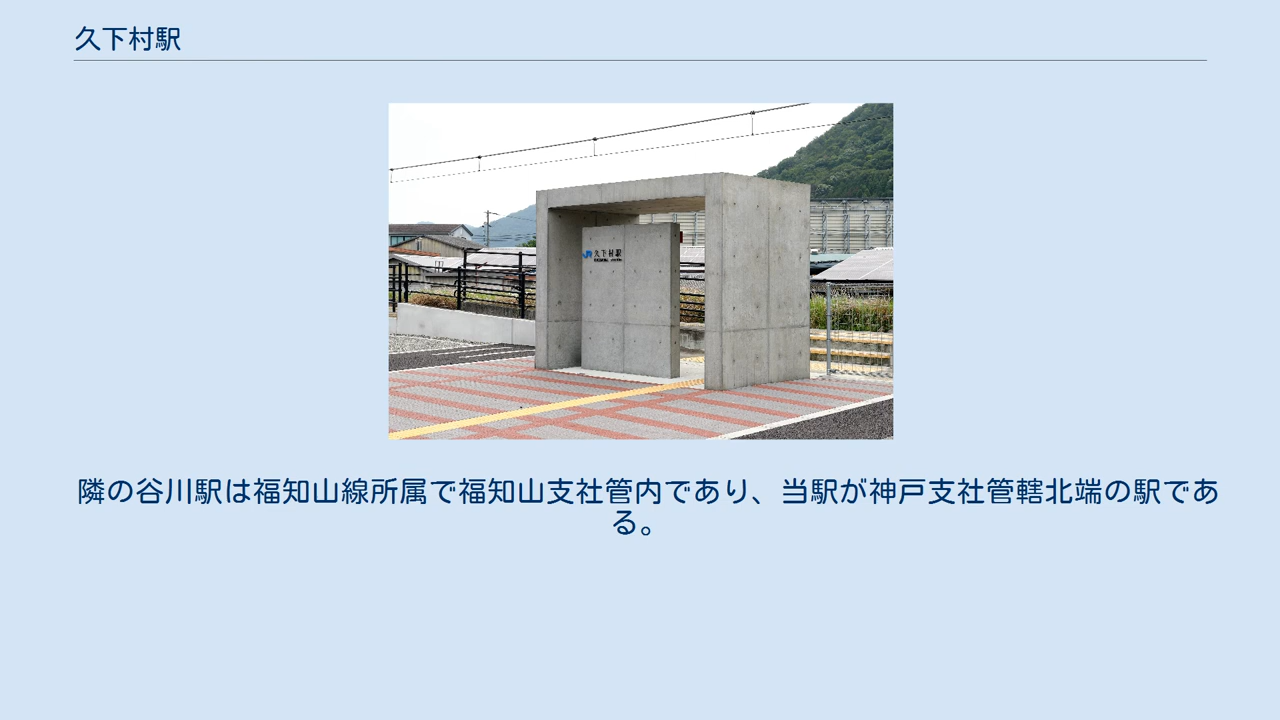 久下村駅
久下村駅
隣の谷川駅は福知山線所属で福知山支社管内であり、当駅が神戸支社管轄北端の駅であ
る。